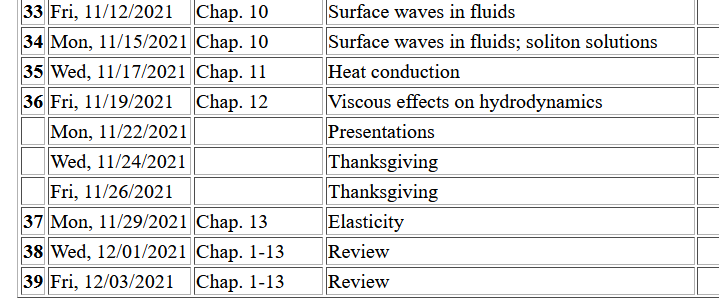 33 Fri, 11/12/2021 Chap. 10 Surface waves in fluids
34 Mon, 11/15/2021 Chap. 10 Surface waves in fluids; soliton solutions
35 Wed, 11/17/2021 Chap. 11 Heat conduction
36 Fri, 11/19/2021 Chap. 12 Viscous effects on hydrodynamics
Mon, 11/22/2021 Presentations
Wed, 11/24/2021 Thanksgiving
Fri, 11/26/2021 Thanksgiving
37 Mon, 11/29/2021 Chap. 13 Elasticity
38 Wed, 12/01/2021 Chap. 1-13 Review
39 Fri, 12/03/2021 Chap. 1-13 Review